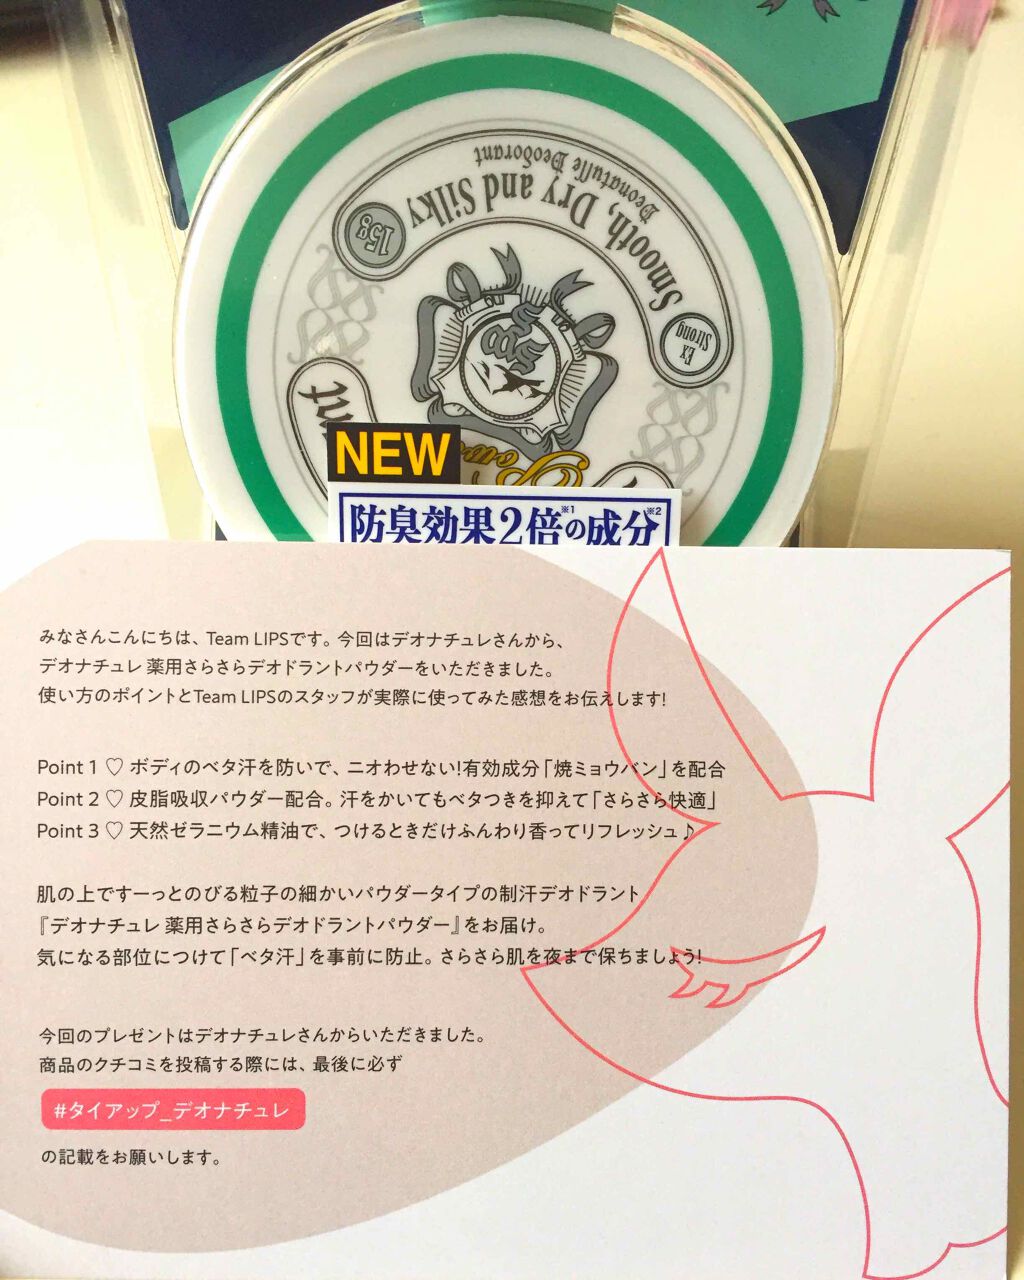 Smooth, Dry and Silky
Deonatulle Deodorant
15g
Ex
Strong
NEW
防臭効果2倍※1の成分※2
みなさんこんにちは、Team LIPSです。今回はデオナチュレさんから、
デオナチュレ 薬用さらさらデオドラントパウダーをいただきました。
使い方のポイントとTeam LIPSのスタッフが実際に使ってみた感想をお伝えします!
Point 1 ♡ ボディのベタ汗を防いで、ニオわせない!有効成分「焼ミョウバン」を配合
Point 2 ♡ 皮脂吸収パウダー配合。汗をかいてもベタつきを抑えて「さらさら快適」
Point 3 ♡ 天然ゼラニウム精油で、つけるときだけふんわり香ってリフレッシュ♪
肌の上ですーっとのびる粒子の細かいパウダータイプの制汗デオドラント
『デオナチュレ 薬用さらさらデオドラントパウダー』をお届け。
気になる部位につけて「ベタ汗」を事前に防止。さらさら肌を夜まで保ちましょう!
今回のプレゼントはデオナチュレさんからいただきました。
商品のクチコミを投稿する際には、最後に必ず
#タイアップ_デオナチュレ
の記載をお願いします。